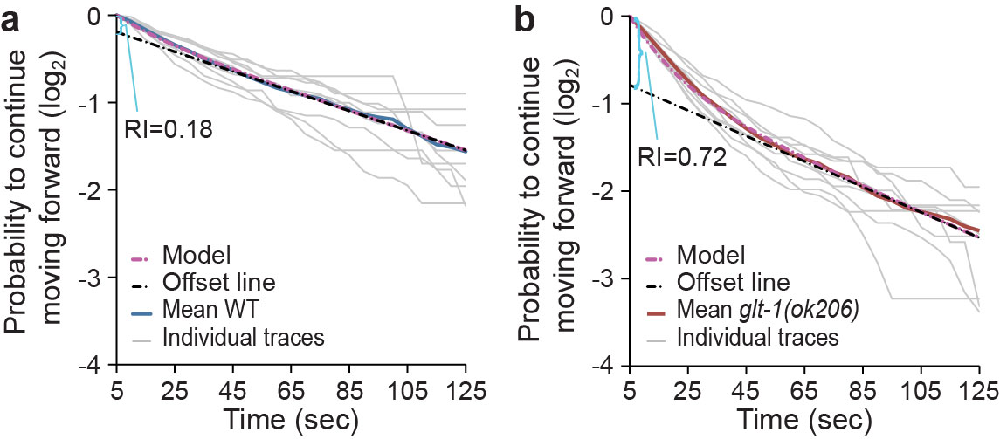 a
Probability to continue
moving forward (log2)
0
-1
-2
-3
-4
RI=0.18
Model
Offset line
Mean WT
Individual traces
5 25 45 65 85 105 125
Time (sec)
b
Probability to continue
moving forward (log2)
0
-1
-2
-3
-4
RI=0.72
Model
Offset line
Mean glt-1(ok206)
Individual traces
5 25 45 65 85 105 125
Time (sec)